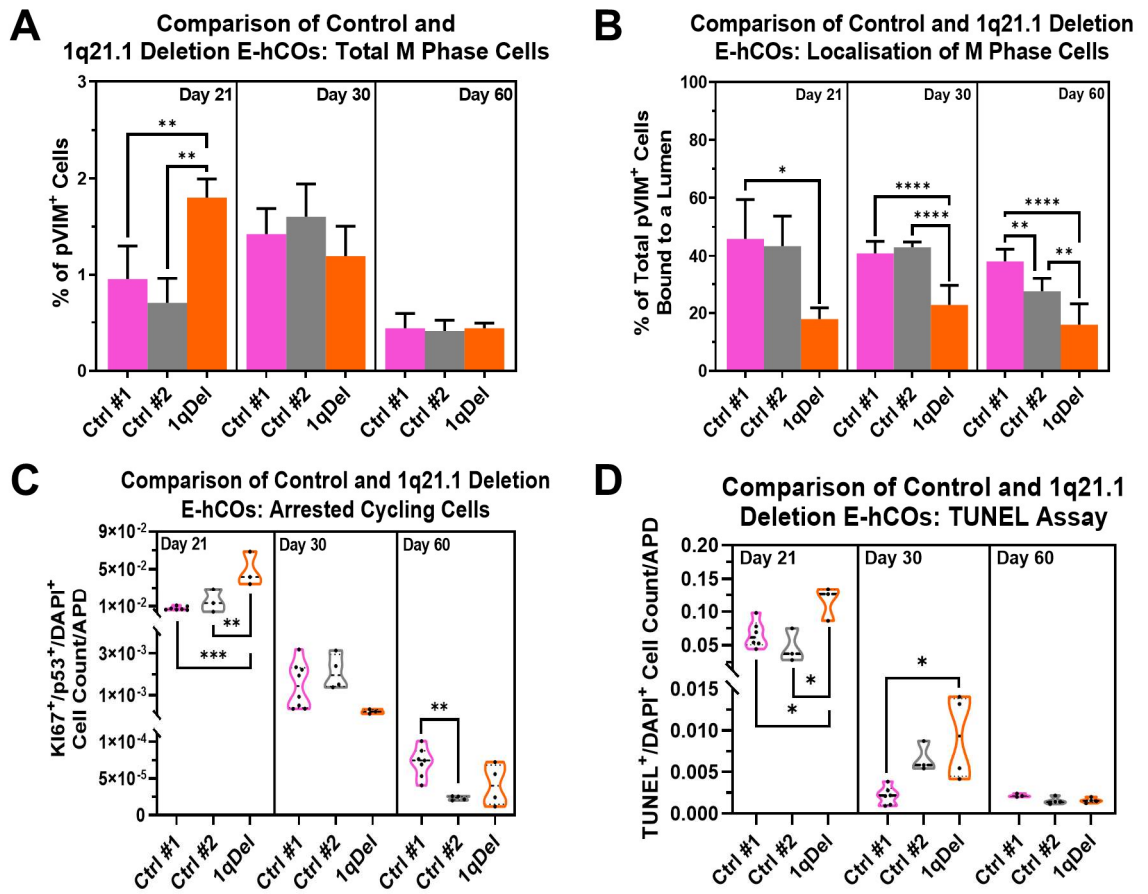 A
Comparison of Control and
1q21.1 Deletion E-hCOs: Total M Phase Cells
% of pVIM⁺ Cells
3
2
1
0
Day 21
Day 30
Day 60
**
**
Ctrl #1
Ctrl #2
1qDel
Ctrl #1
Ctrl #2
1qDel
Ctrl #1
Ctrl #2
1qDel
B
Comparison of Control and 1q21.1 Deletion
E-hCOs: Localisation of M Phase Cells
% of Total pVIM⁺ Cells
Bound to a Lumen
100
80
60
40
20
0
Day 21
Day 30
Day 60
*
****
****
****
**
**
Ctrl #1
Ctrl #2
1qDel
Ctrl #1
Ctrl #2
1qDel
Ctrl #1
Ctrl #2
1qDel
C
Comparison of Control and 1q21.1 Deletion
E-hCOs: Arrested Cycling Cells
KI67⁺/p53⁺/DAPI⁺
Cell Count/APD
9×10⁻²
5×10⁻²
1×10⁻²
3×10⁻³
1×10⁻³
1×10⁻⁴
5×10⁻⁵
0
Day 21
Day 30
Day 60
**
***
**
Ctrl #1
Ctrl #2
1qDel
Ctrl #1
Ctrl #2
1qDel
Ctrl #1
Ctrl #2
1qDel
D
Comparison of Control and 1q21.1
Deletion E-hCOs: TUNEL Assay
TUNEL⁺/DAPI⁺ Cell Count/APD
0.20
0.15
0.10
0.05
0.015
0.010
0.005
0.000
Day 21
Day 30
Day 60
*
*
*
Ctrl #1
Ctrl #2
1qDel
Ctrl #1
Ctrl #2
1qDel
Ctrl #1
Ctrl #2
1qDel